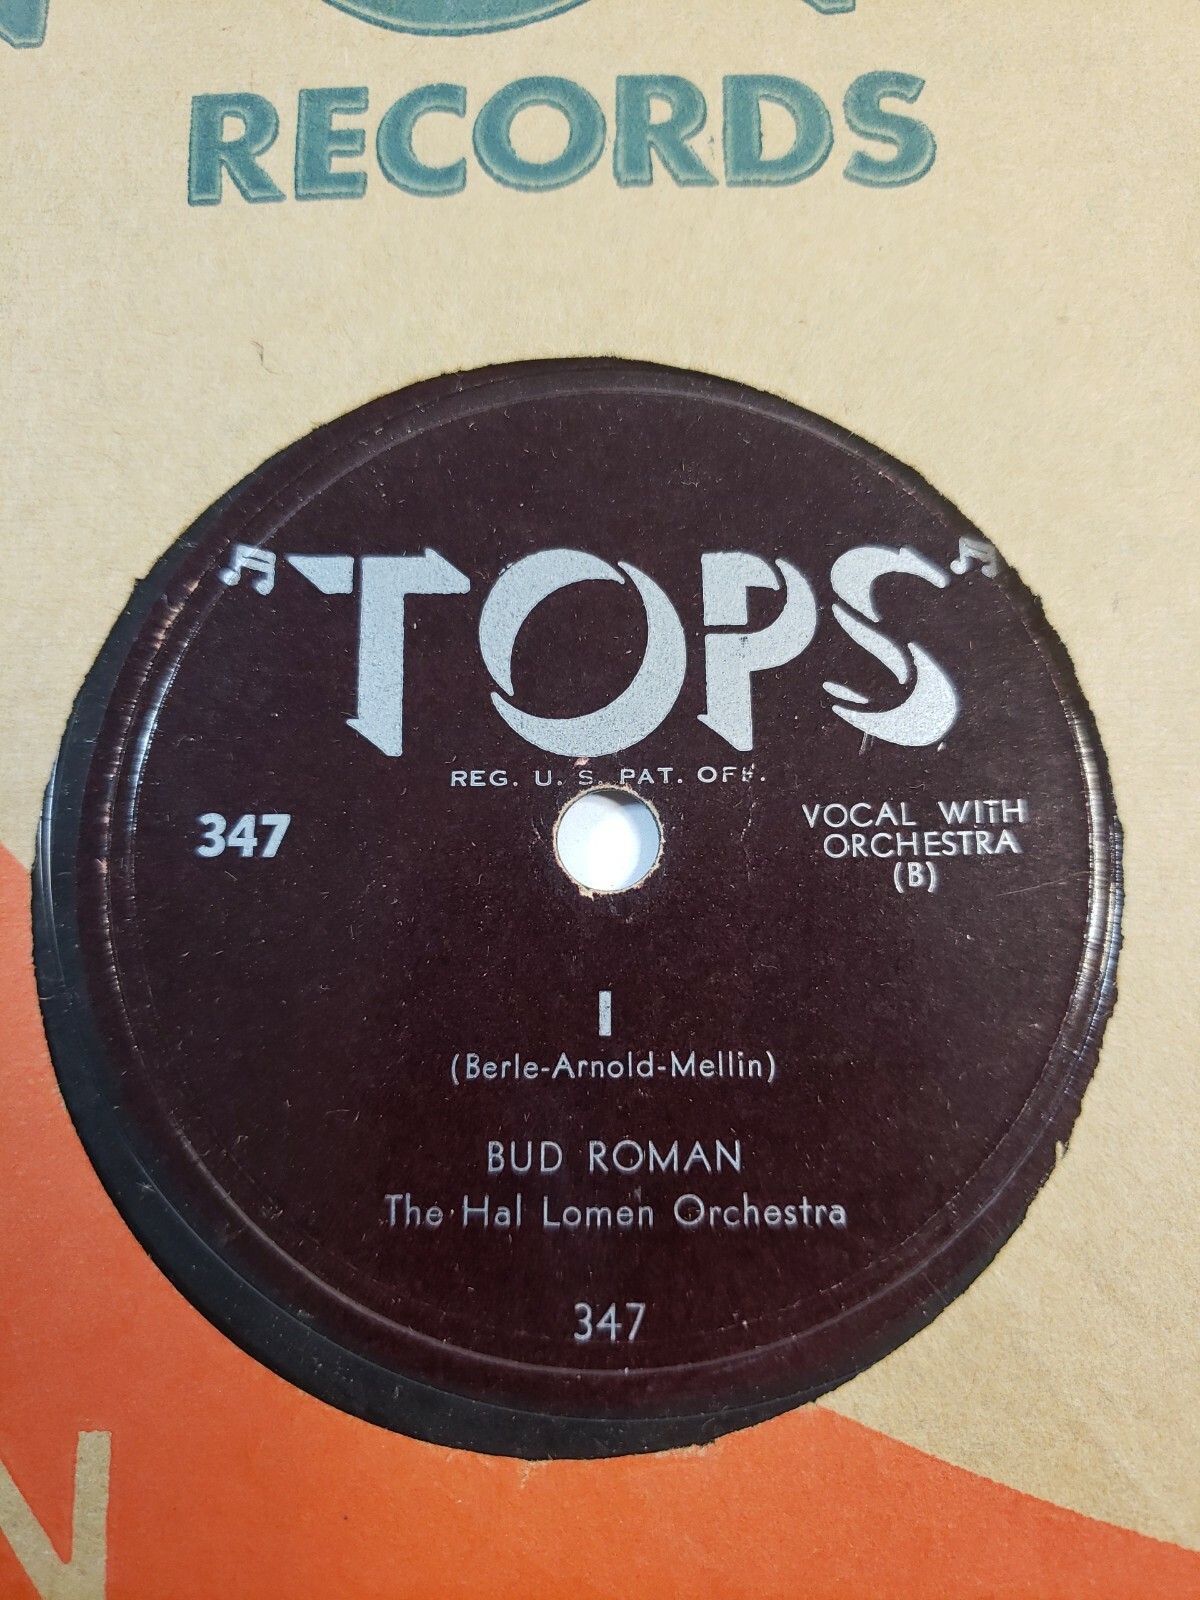 RECORDS
TOPS
REG. U. S. PAT. OFF.
347
VOCAL WITH
ORCHESTRA
(B)
I
(Berle-Arnold-Mellin)
BUD ROMAN
The Hal Lomen Orchestra
347